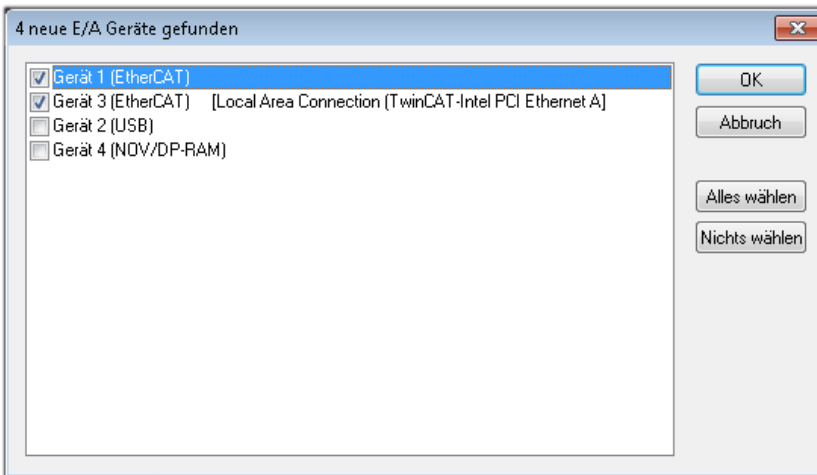 4 neue E/A Geräte gefunden
Gerät 1 (EtherCAT)
Gerät 3 (EtherCAT) [Local Area Connection (TwinCAT-Intel PCI Ethernet A]
Gerät 2 (USB)
Gerät 4 (NOV/DP-RAM)
OK
Abbruch
Alles wählen
Nichts wählen